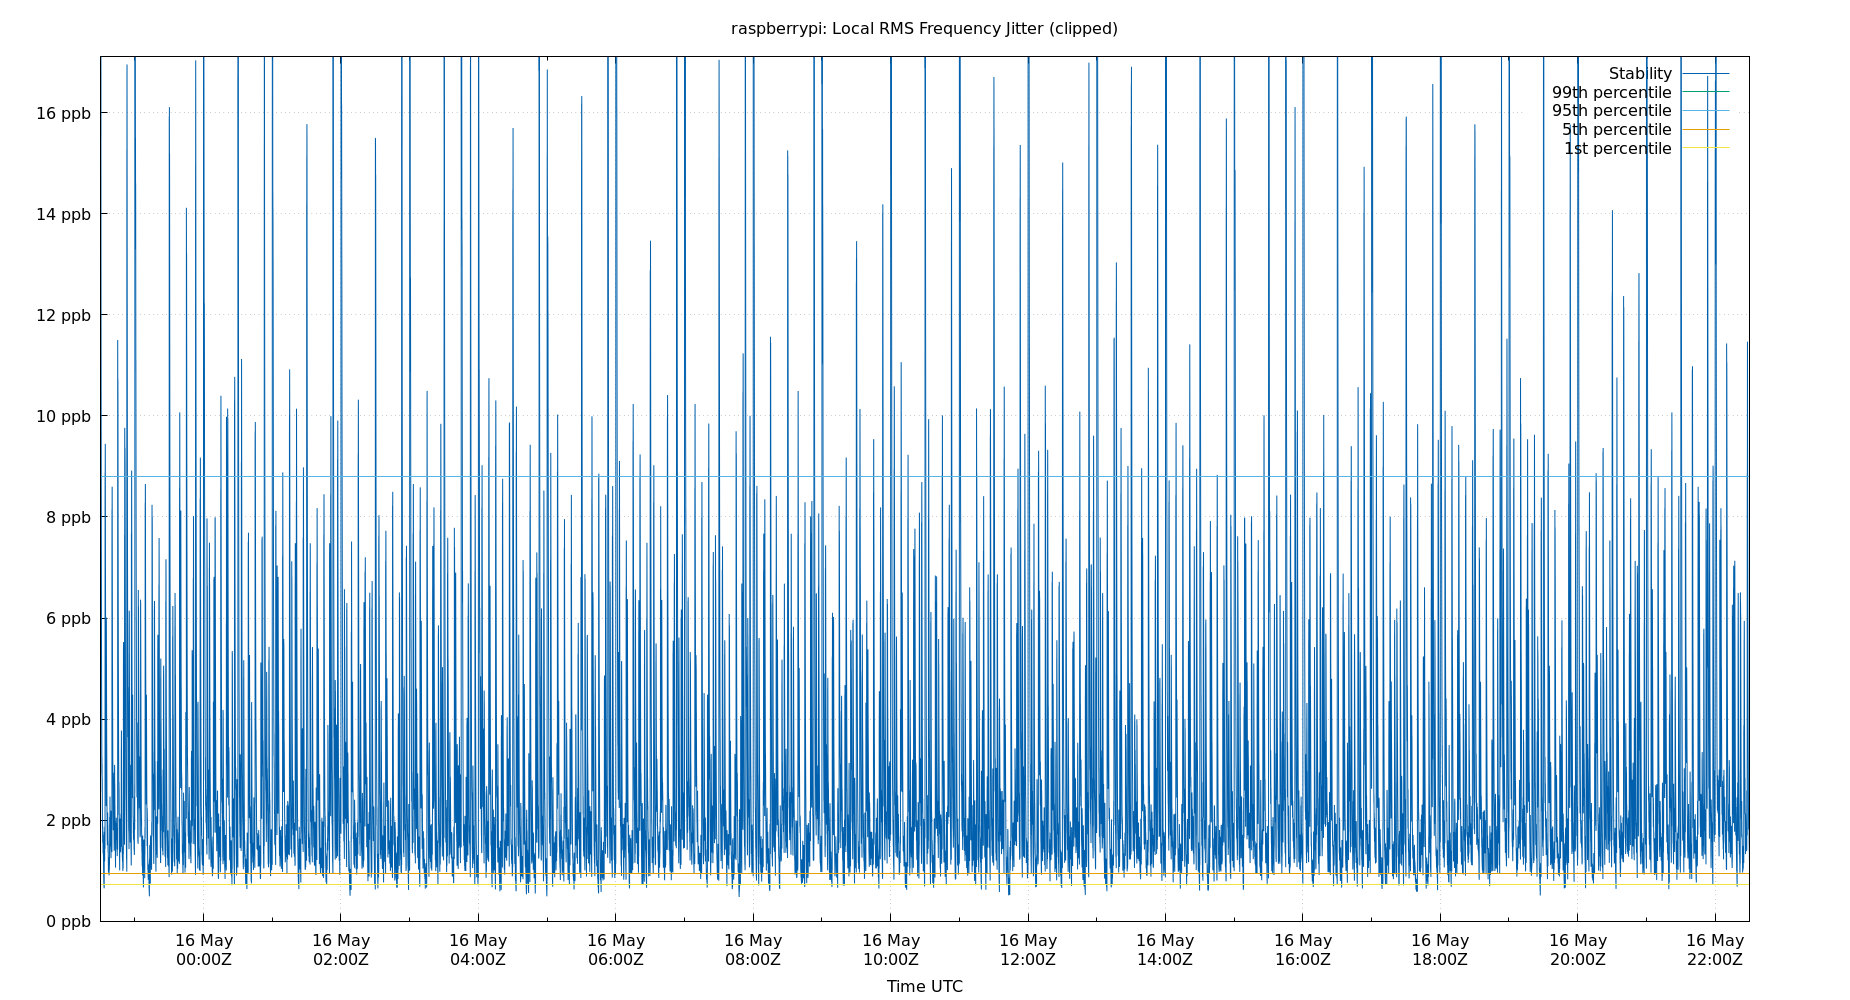 raspberrypi: Local RMS Frequency Jitter (clipped)
Stability
99th percentile
95th percentile
5th percentile
1st percentile
16 ppb
14 ppb
12 ppb
10 ppb
8 ppb
6 ppb
4 ppb
2 ppb
0 ppb
16 May 16 May 16 May 16 May 16 May 16 May 16 May 16 May 16 May 16 May 16 May 16 May
00:00Z 02:00Z 04:00Z 06:00Z 08:00Z 10:00Z 12:00Z 14:00Z 16:00Z 18:00Z 20:00Z 22:00Z
Time UTC